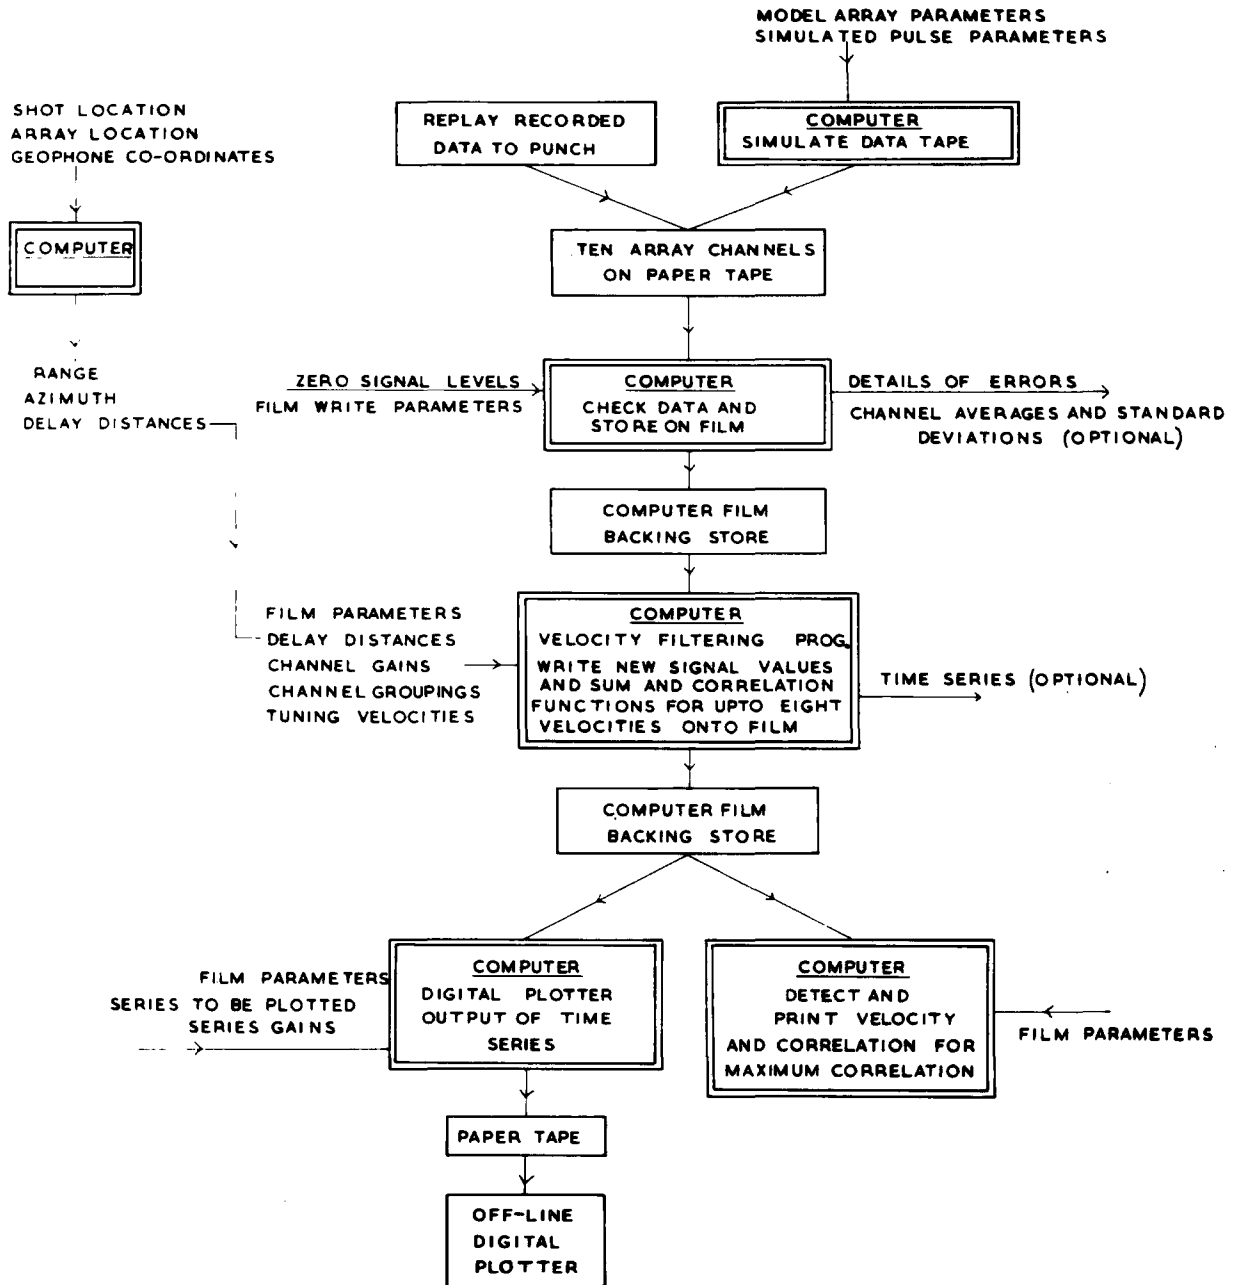 MODEL ARRAY PARAMETERS
SIMULATED PULSE PARAMETERS
SHOT LOCATION
ARRAY LOCATION
GEOPHONE CO-ORDINATES
REPLAY RECORDED
DATA TO PUNCH
COMPUTER
SIMULATE DATA TAPE
COMPUTER
TEN ARRAY CHANNELS
ON PAPER TAPE
RANGE
AZIMUTH
DELAY DISTANCES
ZERO SIGNAL LEVELS
FILM WRITE PARAMETERS
COMPUTER
CHECK DATA AND
STORE ON FILM
DETAILS OF ERRORS
CHANNEL AVERAGES AND STANDARD
DEVIATIONS (OPTIONAL)
COMPUTER FILM
BACKING STORE
FILM PARAMETERS
DELAY DISTANCES
CHANNEL GAINS
CHANNEL GROUPINGS
TUNING VELOCITIES
COMPUTER
VELOCITY FILTERING PROG.
WRITE NEW SIGNAL VALUES
AND SUM AND CORRELATION
FUNCTIONS FOR UPTO EIGHT
VELOCITIES ONTO FILM
TIME SERIES (OPTIONAL)
COMPUTER FILM
BACKING STORE
FILM PARAMETERS
SERIES TO BE PLOTTED
SERIES GAINS
COMPUTER
DIGITAL PLOTTER
OUTPUT OF TIME
SERIES
COMPUTER
DETECT AND
PRINT VELOCITY
AND CORRELATION FOR
MAXIMUM CORRELATION
FILM PARAMETERS
PAPER TAPE
OFF-LINE
DIGITAL
PLOTTER